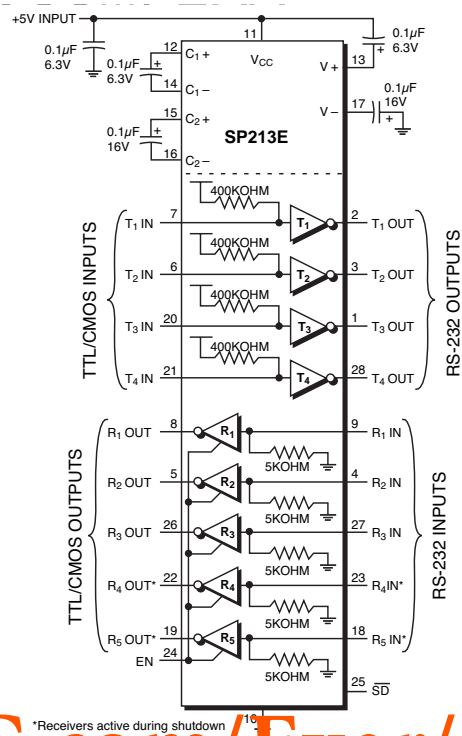 +5V INPUT
11
VCC
0.1µF
6.3V
0.1µF
6.3V
12
C1 +
14
C1 –
0.1µF
6.3V
V +
13
15
C2 +
16
C2 –
0.1µF
16V
V –
17
0.1µF
16V
SP213E
TTL/CMOS INPUTS
RS-232 OUTPUTS
T1 IN
7
400KOHM
T1
2
T1 OUT
T2 IN
6
400KOHM
T2
3
T2 OUT
T3 IN
20
400KOHM
T3
1
T3 OUT
T4 IN
21
400KOHM
T4
28
T4 OUT
TTL/CMOS OUTPUTS
RS-232 INPUTS
R1 OUT
8
R1
9
R1 IN
5KOHM
R2 OUT
5
R2
4
R2 IN
5KOHM
R3 OUT
26
R3
27
R3 IN
5KOHM
R4 OUT*
22
R4
23
R4IN*
5KOHM
R5 OUT*
19
R5
18
R5 IN*
5KOHM
EN
24
25
SD
*Receivers active during shutdown
10